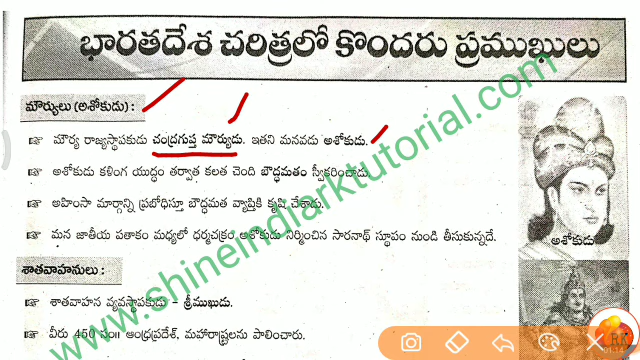 భారతదేశ చరిత్రలో కొందరు ప్రముఖులు
మౌర్యులు (అశోకుడు) :
☞ మౌర్య రాజ్యస్థాపకుడు చంద్రగుప్త మౌర్యుడు. ఇతని మనవడు అశోకుడు.
☞ అశోకుడు కళింగ యుద్ధం తర్వాత కలత చెంది బౌద్ధమతం స్వీకరించాడు.
☞ అహింసా మార్గాన్ని ప్రబోధిస్తూ బౌద్ధమత వ్యాప్తికి కృషి చేశాడు.
☞ మన జాతీయ పతాకం మధ్యలో ధర్మచక్రం అశోకుడు నిర్మించిన సారనాథ్ స్థూపం నుండి తీసుకున్నదే.
అశోకుడు
శాతవాహనులు :
☞ శాతవాహన వ్యవస్థాపకుడు - శ్రీముఖుడు.
☞ వీరు 450 సం॥ ఆంధ్రప్రదేశ్, మహారాష్ట్రలను పాలించారు.
www.shineindiarktutorial.com